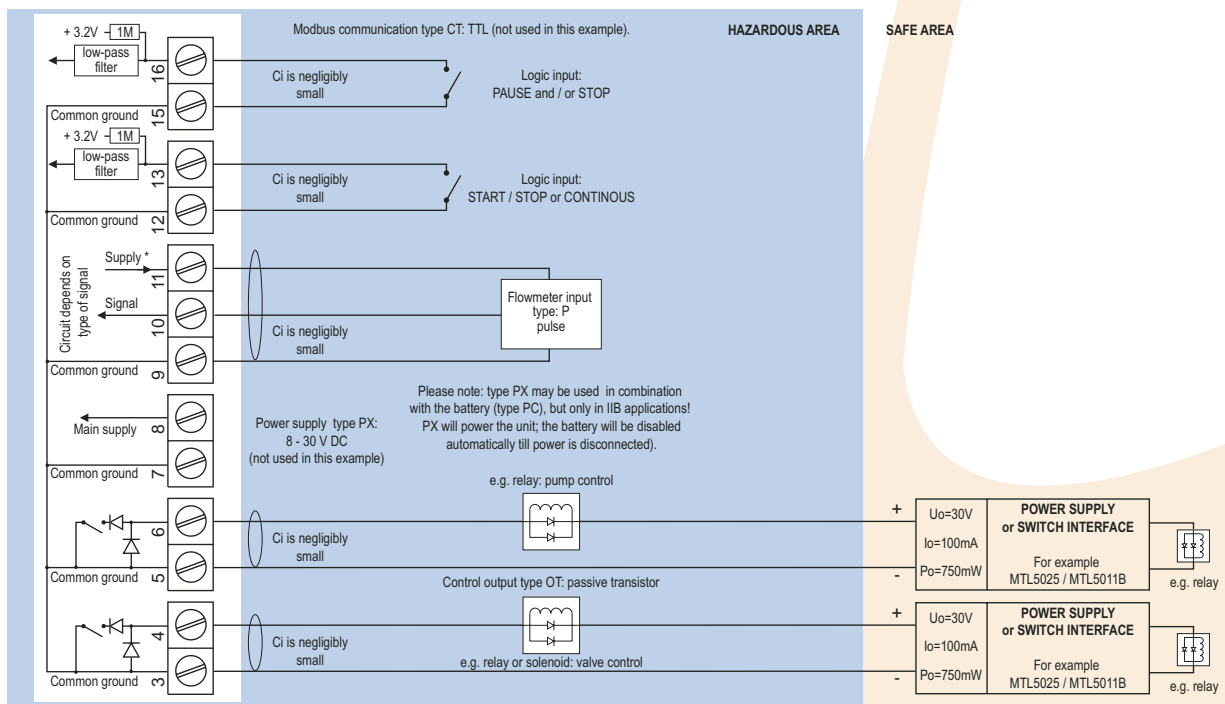 Modbus communication type CT: TTL (not used in this example).
HAZARDOUS AREA
SAFE AREA
+ 3.2V
1M
low-pass
filter
16
Ci is negligibly
small
Logic input:
PAUSE and / or STOP
15
Common ground
+ 3.2V
1M
low-pass
filter
13
Ci is negligibly
small
Logic input:
START / STOP or CONTINOUS
12
Common ground
Circuit depends on
type of signal
Supply *
11
Signal
10
Flowmeter input
type: P
pulse
Ci is negligibly
small
9
Common ground
Main supply
8
Power supply type PX:
8 - 30 V DC
(not used in this example)
Please note: type PX may be used in combination
with the battery (type PC), but only in IIB applications!
PX will power the unit; the battery will be disabled
automatically till power is disconnected).
7
Common ground
e.g. relay: pump control
6
Ci is negligibly
small
5
Common ground
+
-
Uo=30V
Io=100mA
Po=750mW
POWER SUPPLY
or SWITCH INTERFACE
For example
MTL5025 / MTL5011B
e.g. relay
Control output type OT: passive transistor
4
Ci is negligibly
small
e.g. relay or solenoid: valve control
3
Common ground
+
-
Uo=30V
Io=100mA
Po=750mW
POWER SUPPLY
or SWITCH INTERFACE
For example
MTL5025 / MTL5011B
e.g. relay